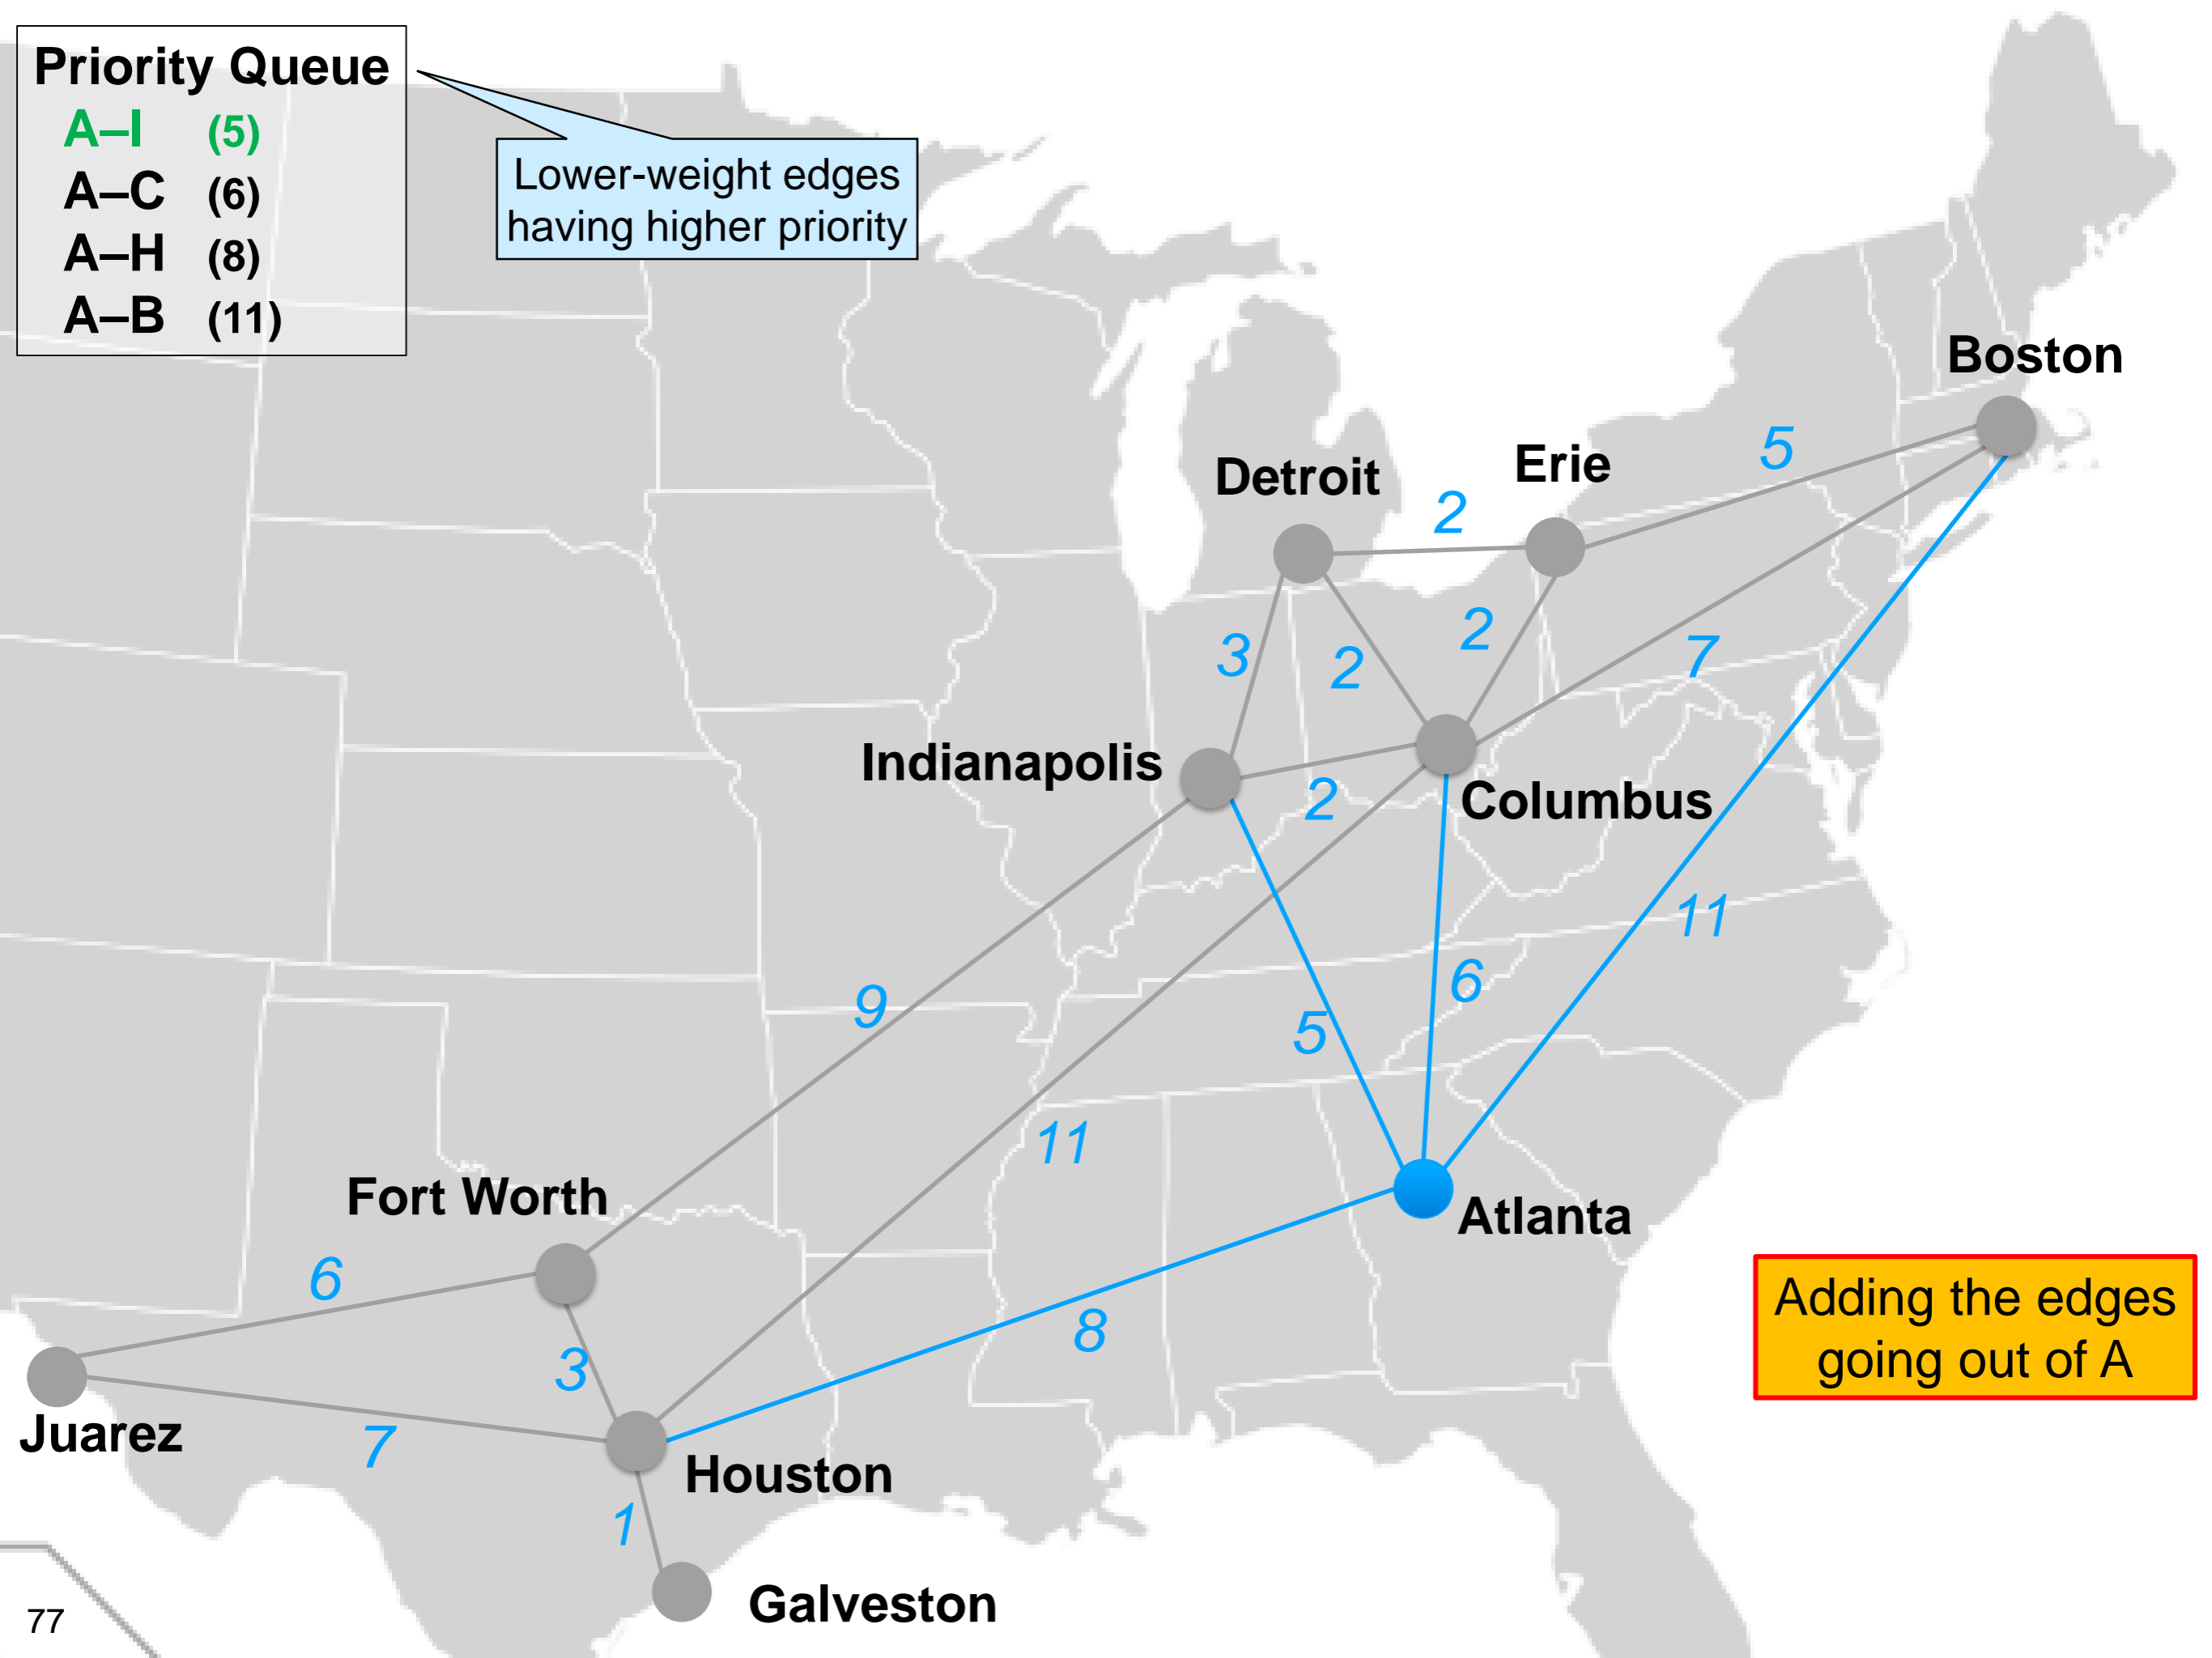 Priority Queue
A–I (5)
A–C (6)
A–H (8)
A–B (11)
Lower-weight edges
having higher priority
Boston
5
Erie
Detroit
2
3
2
2
7
Indianapolis
2
Columbus
11
9
6
5
11
Fort Worth
Atlanta
6
8
3
Adding the edges
going out of A
Juarez
7
Houston
1
Galveston
77